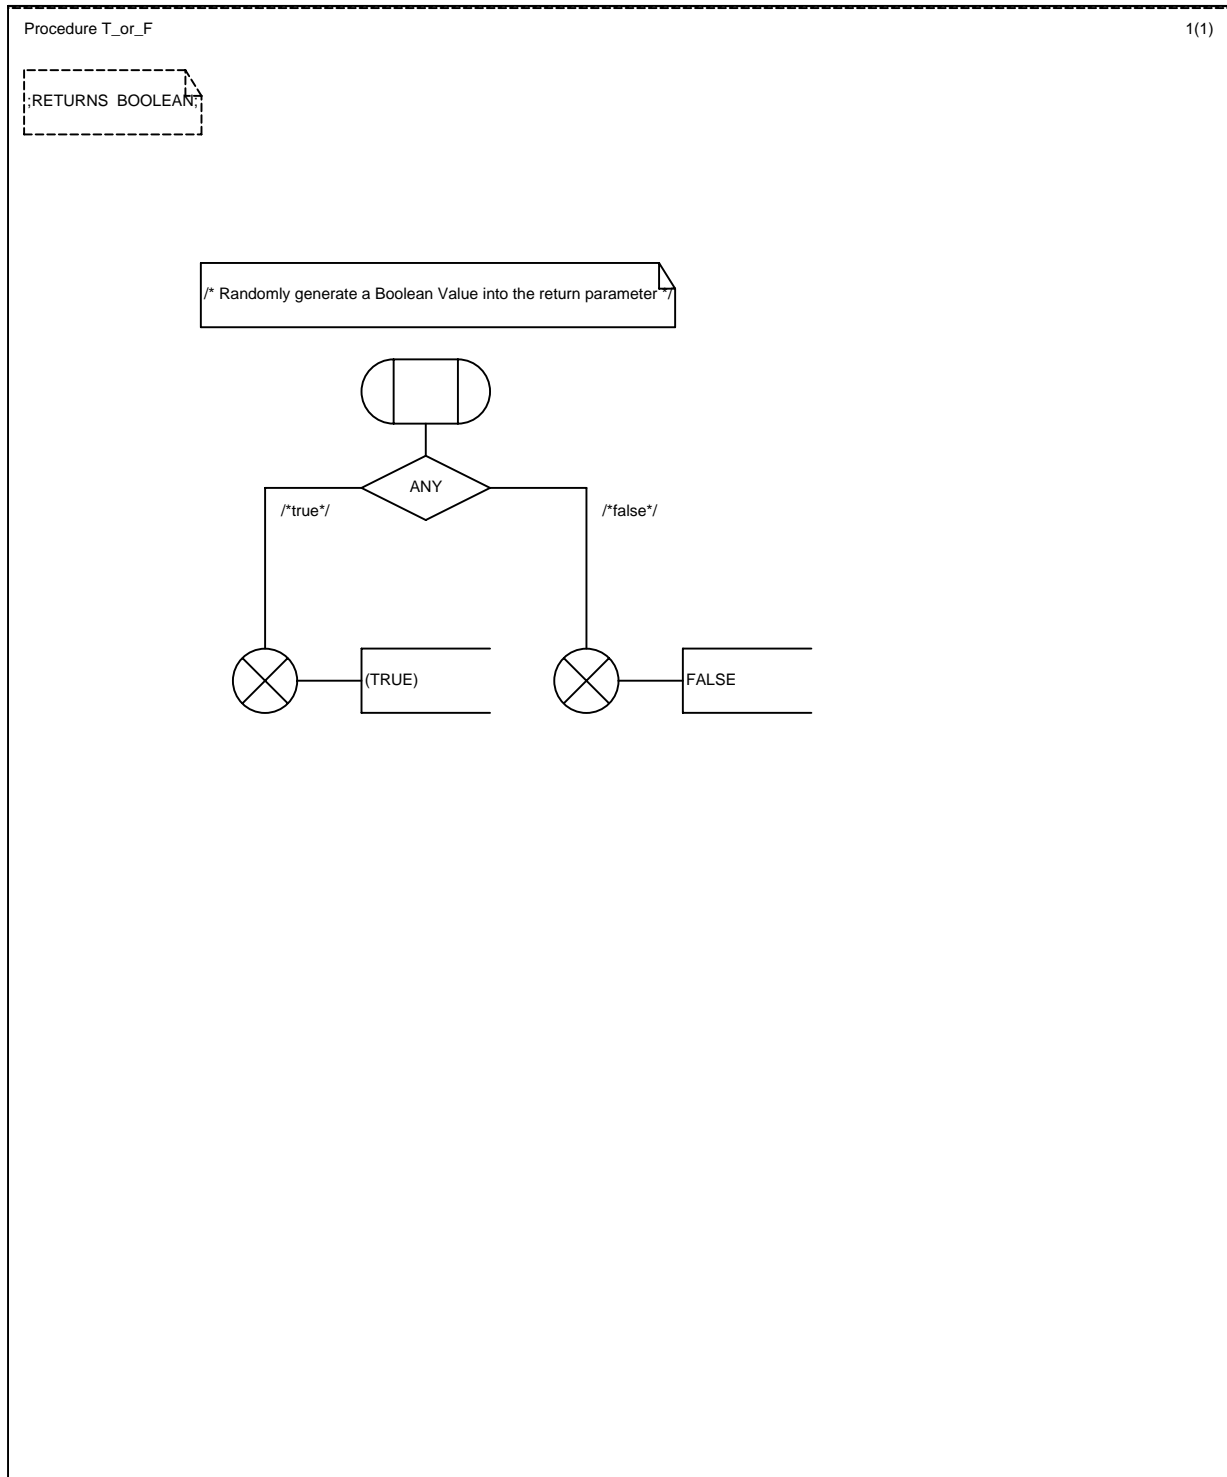 Procedure T_or_F
1(1)
;RETURNS  BOOLEAN;
/* Randomly generate a Boolean Value into the return parameter */
ANY
/*true*/
/*false*/
(TRUE)
FALSE